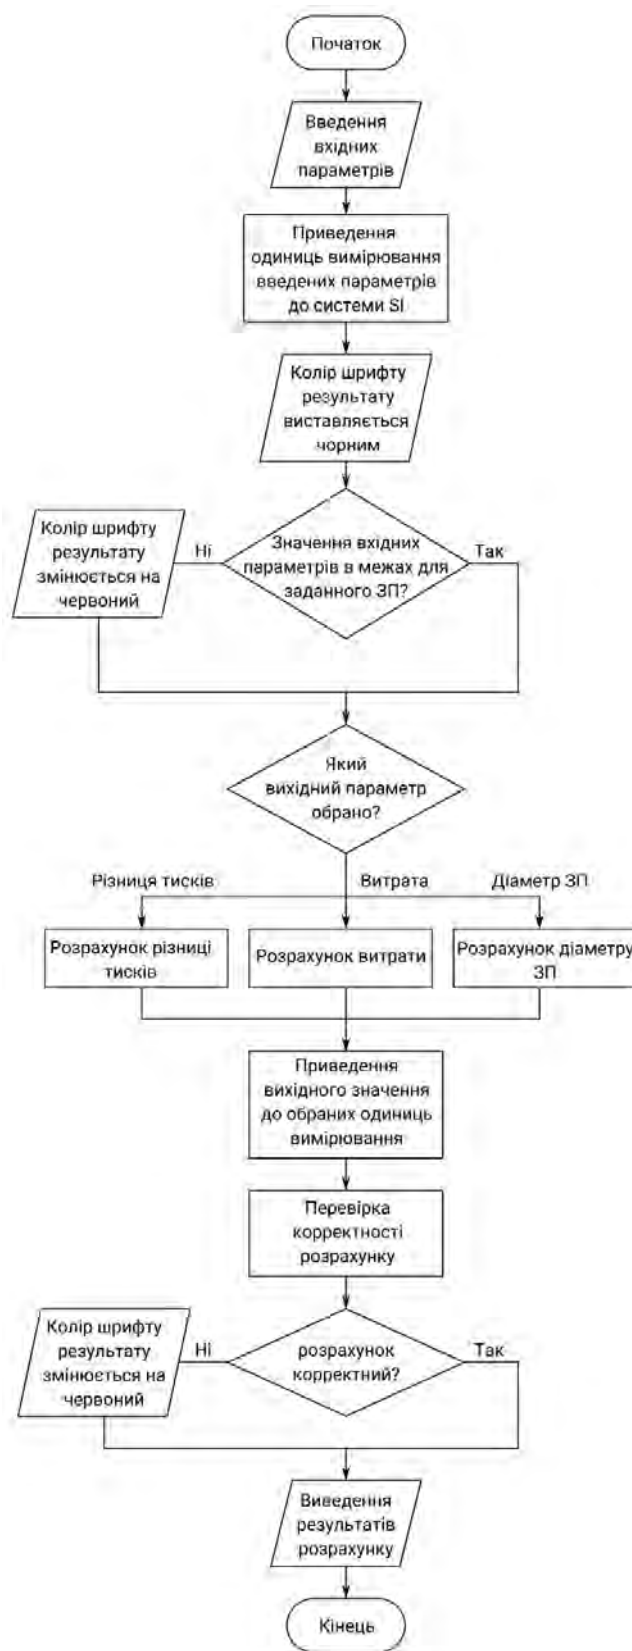 Початок
Введення
вхідних
параметрів
Приведення
одиниць вимірювання
введених параметрів
до системи SI
Колір шрифту
результату
виставляється
чорним
Колір шрифту
результату
змінюється на
червоний
Ні
Значення вхідних
параметрів в межах для
заданного ЗП?
Так
Який
вихідний параметр
обрано?
Різниця тисків
Витрата
Діаметр ЗП
Розрахунок різниці
тисків
Розрахунок витрати
Розрахунок діаметру
ЗП
Приведення
вихідного значення
до обраних одиниць
вимірювання
Перевірка
корректності
розрахунку
Колір шрифту
результату
змінюється на
червоний
Ні
розрахунок
корректний?
Так
Виведення
результатів
розрахунку
Кінець